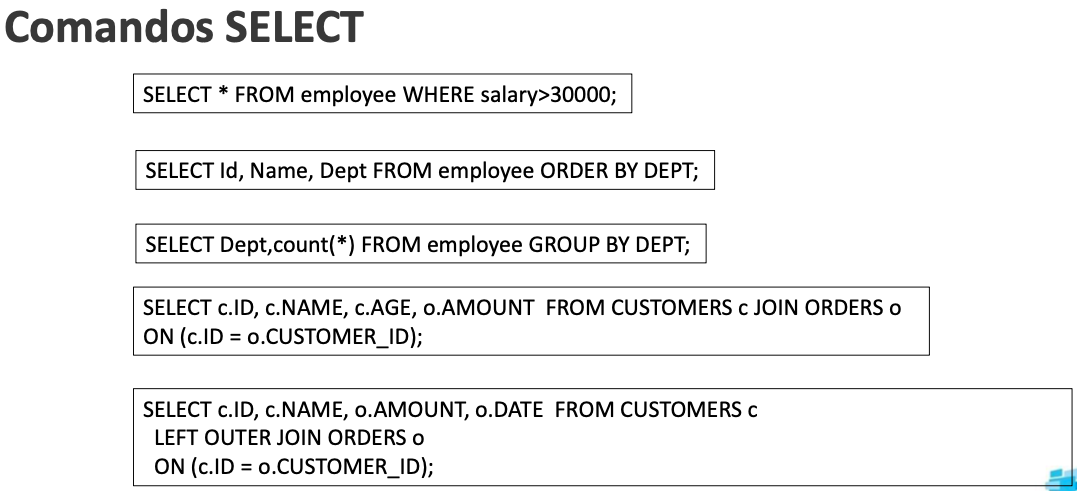 Comandos SELECT
SELECT * FROM employee WHERE salary>30000;
SELECT Id, Name, Dept FROM employee ORDER BY DEPT;
SELECT Dept,count(*) FROM employee GROUP BY DEPT;
SELECT c.ID, c.NAME, c.AGE, o.AMOUNT  FROM CUSTOMERS c JOIN ORDERS o
ON (c.ID = o.CUSTOMER_ID);
SELECT c.ID, c.NAME, o.AMOUNT, o.DATE  FROM CUSTOMERS c
LEFT OUTER JOIN ORDERS o
ON (c.ID = o.CUSTOMER_ID);